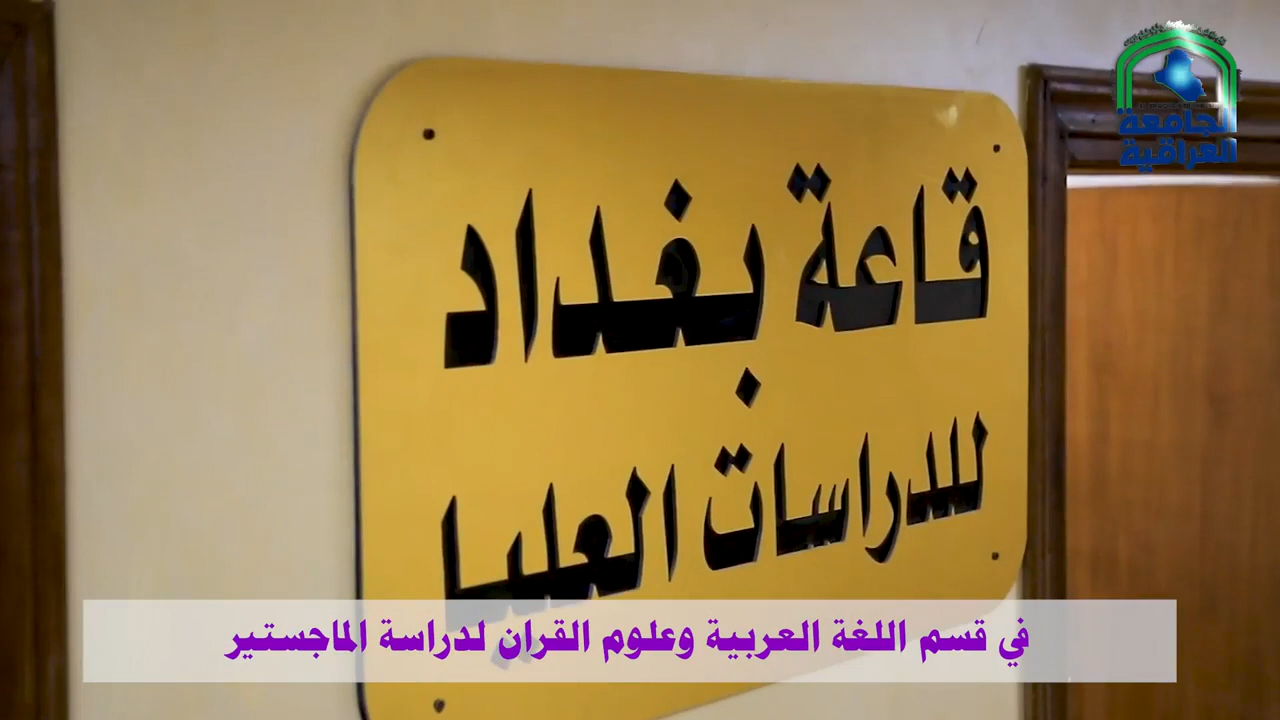 قاعة بغداد
للدراسات العليا
في قسم اللغة العربية وعلوم القران لدراسة الماجستير
الجامعة
العراقية